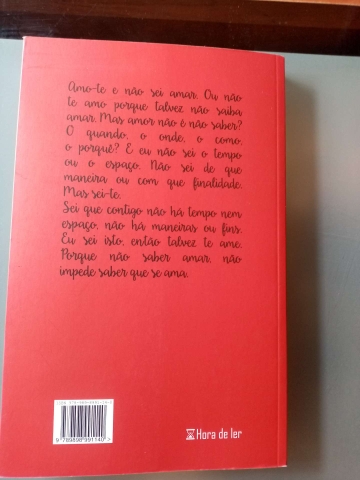 Amo-te e não sei amar. Ou não
te amo porque talvez não saiba
amar. Mas amor não é não saber?
O quando, o onde, o como,
o porquê? E eu não sei o tempo
ou o espaço. Não sei de que
maneira ou com que finalidade.
Mas sei-te.
Sei que contigo não há tempo nem
espaço, não há maneiras ou fins.
Eu sei isto, então talvez te ame.
Porque não saber amar, não
impede saber que se ama.
9 789898 991140 >
Hora de ler